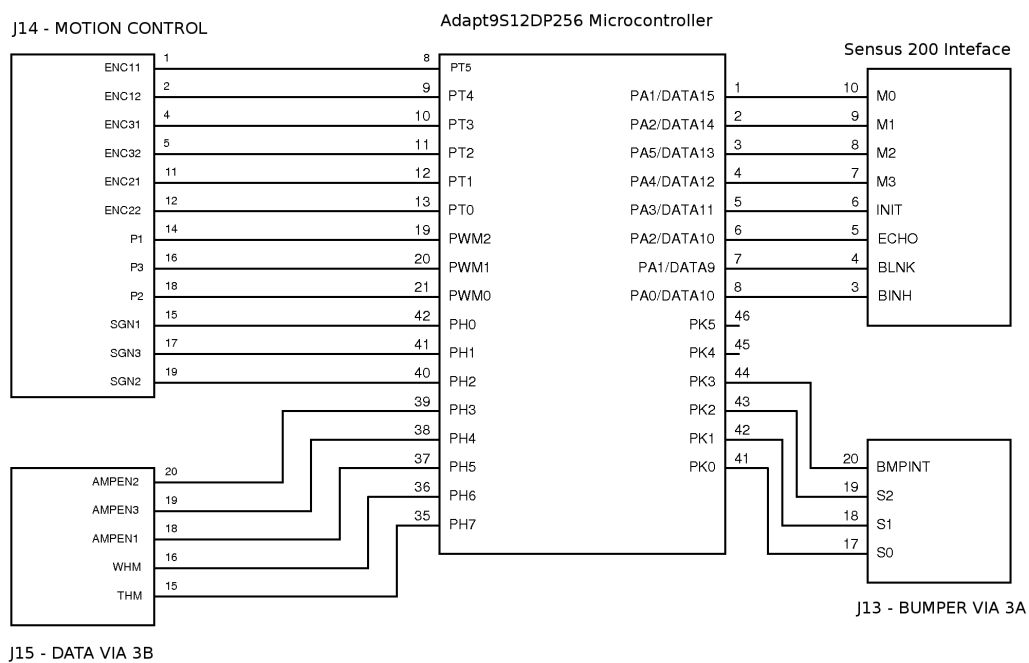 Adapt9S12DP256 Microcontroller
J14 - MOTION CONTROL
Sensus 200 Inteface
ENC11 1 8 PT5
ENC12 2 9 PT4 PA1/DATA15 1 10 M0
ENC31 4 10 PT3 PA2/DATA14 2 9 M1
ENC32 5 11 PT2 PA5/DATA13 3 8 M2
ENC21 11 12 PT1 PA4/DATA12 4 7 M3
ENC22 12 13 PT0 PA3/DATA11 5 6 INIT
P1 14 19 PWM2 PA2/DATA10 6 5 ECHO
P3 16 20 PWM1 PA1/DATA9 7 4 BLNK
P2 18 21 PWM0 PA0/DATA10 8 3 BINH
SGN1 15 42 PH0 PK5 46
SGN3 17 41 PH1 PK4 45
SGN2 19 40 PH2 PK3 44
39 PH3 PK2 43
38 PH4 PK1 42
37 PH5 PK0 41 20 BMPINT
AMPEN2 20
36 PH6 19 S2
AMPEN3 19
35 PH7 18 S1
AMPEN1 18
17 S0
WHM 16
THM 15
J13 - BUMPER VIA 3A
J15 - DATA VIA 3B